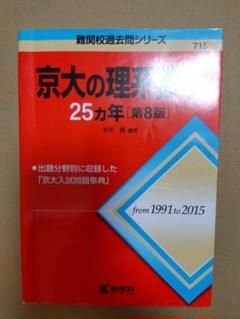 難関校過去問シリーズ
715
京大の理系
25カ年[第8版]
編著
◆出題分野別に収録した
「京大入試問題事典」
from 1991 to 2015
教学社